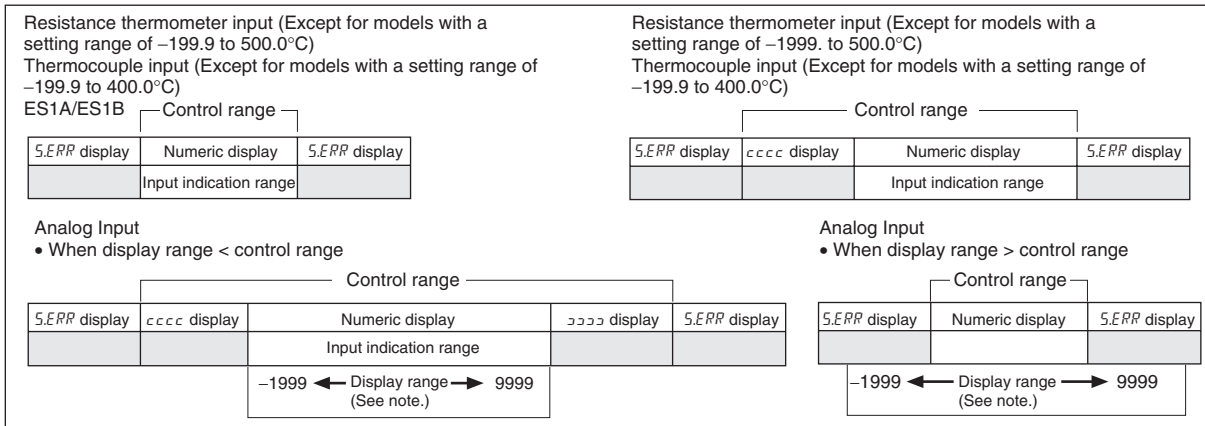 Resistance thermometer input (Except for models with a
setting range of –199.9 to 500.0°C)
Thermocouple input (Except for models with a setting range of
–199.9 to 400.0°C)
ES1A/ES1B
Control range
S.ERR display
Numeric display
S.ERR display
Input indication range
Resistance thermometer input (Except for models with a
setting range of –1999. to 500.0°C)
Thermocouple input (Except for models with a setting range of
–199.9 to 400.0°C)
Control range
S.ERR display
cccc display
Numeric display
S.ERR display
Input indication range
Analog Input
• When display range < control range
Control range
S.ERR display
cccc display
Numeric display
ככככ display
S.ERR display
Input indication range
–1999 ◄ Display range ► 9999
(See note.)
Analog Input
• When display range > control range
Control range
S.ERR display
Numeric display
S.ERR display
–1999 ◄ Display range ► 9999
(See note.)